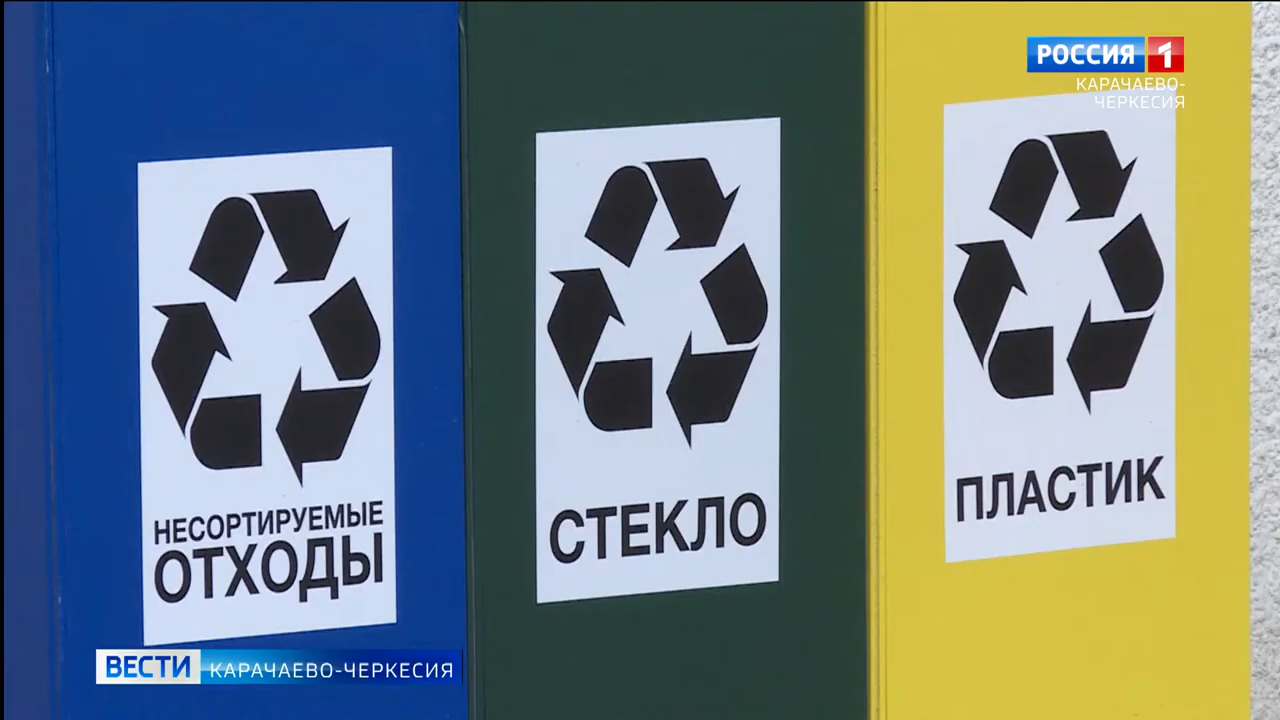 РОССИЯ 1
КАРАЧАЕВО-
ЧЕРКЕСИЯ
НЕСОРТИРУЕМЫЕ
ОТХОДЫ
СТЕКЛО
ПЛАСТИК
ВЕСТИ КАРАЧАЕВО-ЧЕРКЕСИЯ